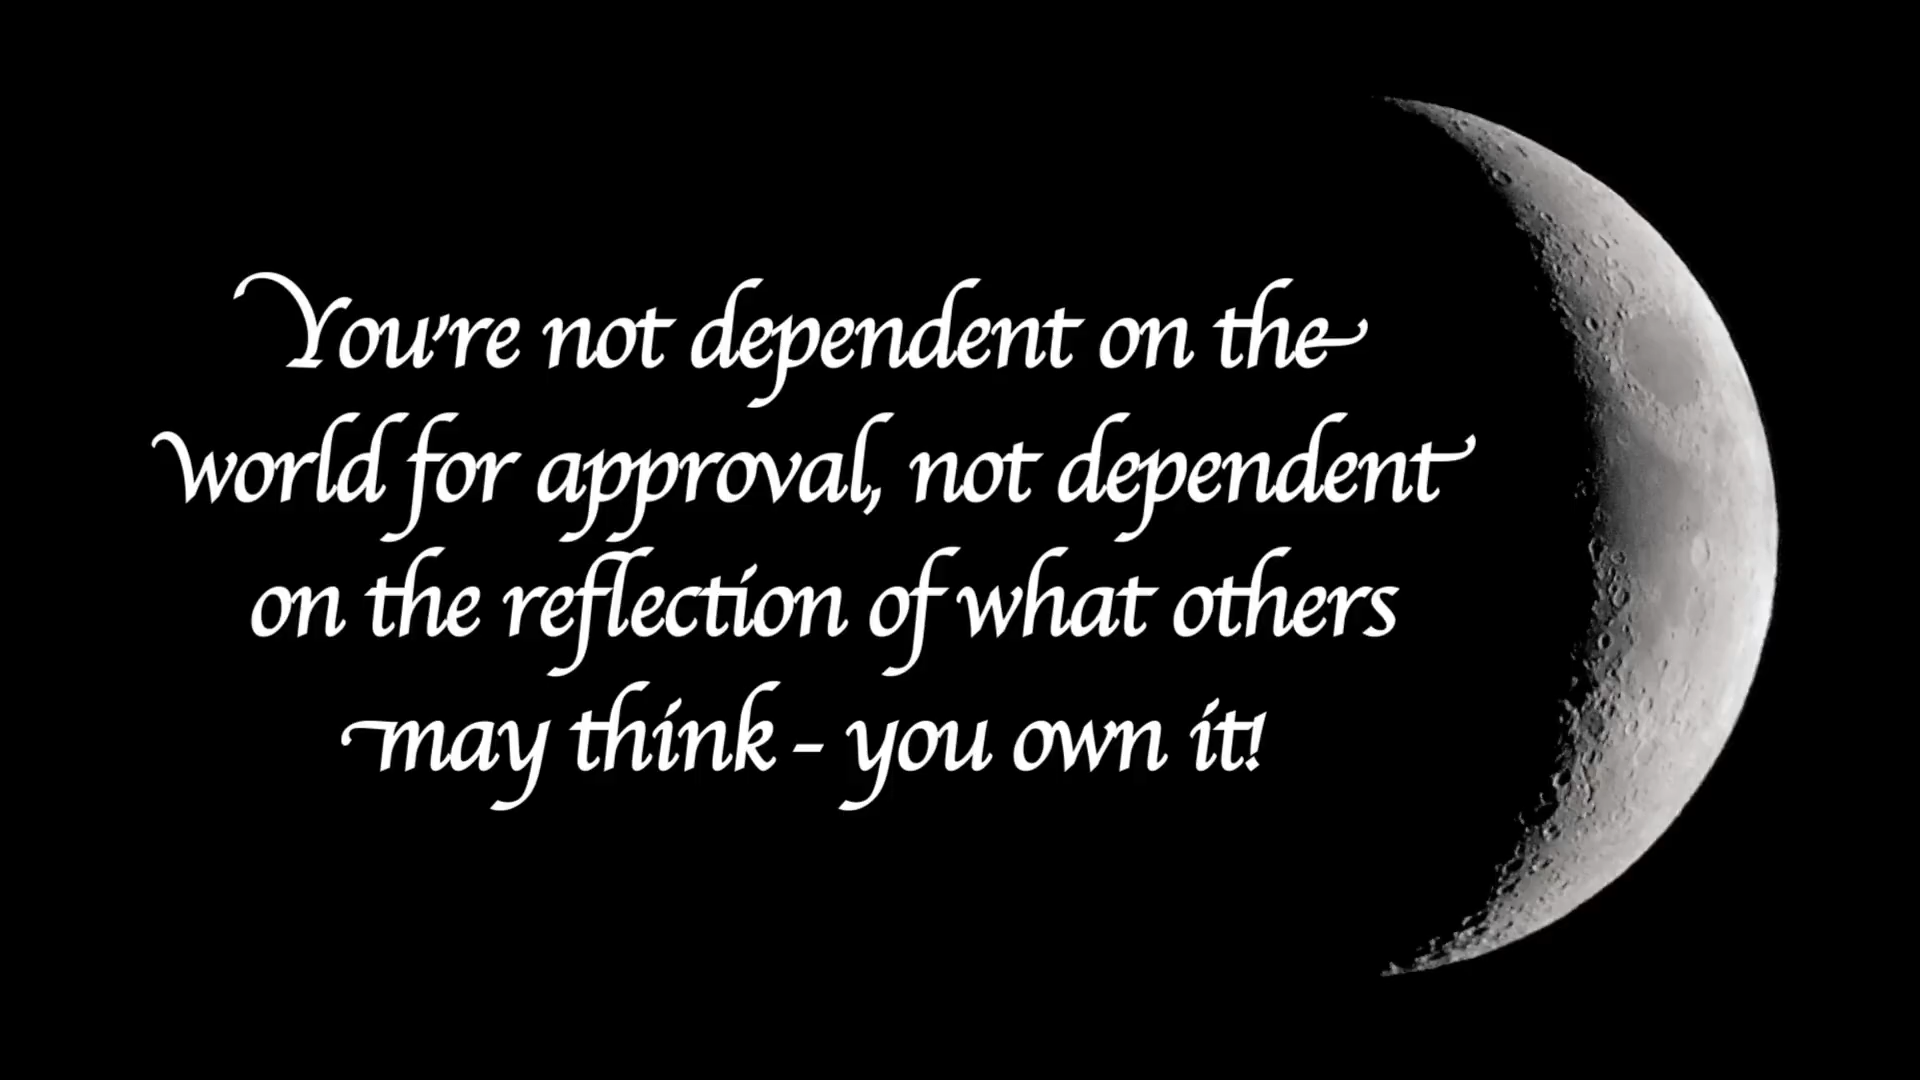 You're not dependent on the
world for approval, not dependent
on the reflection of what others
may think - you own it!